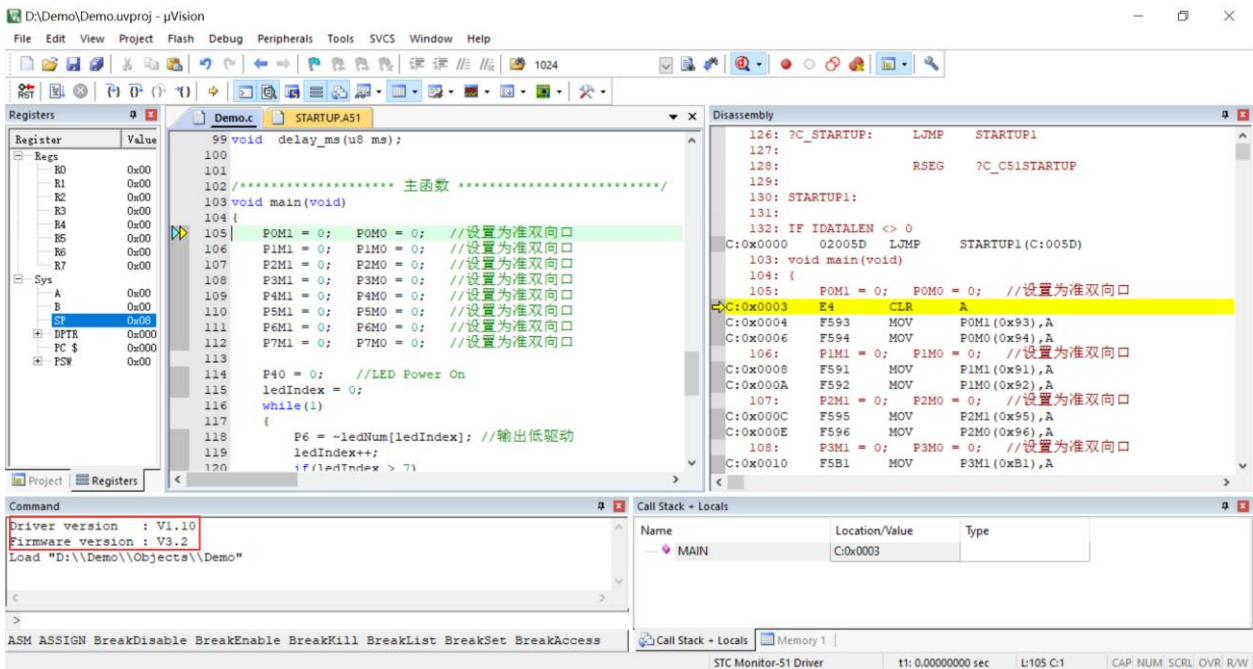 D:\Demo\Demo.uvproj - µVision
File Edit View Project Flash Debug Peripherals Tools SVCS Window Help
1024
RST
Registers
Register Value
Regs
R0 0x00
R1 0x00
R2 0x00
R3 0x00
R4 0x00
R5 0x00
R6 0x00
R7 0x00
Sys
A 0x00
B 0x00
SP 0x08
DPTR 0x000
PC $ 0x000
PSW 0x00
Project Registers
Demo.c STARTUP.A51
99 void delay_ms(u8 ms);
100
101
102 /******************** 主函数 **************************/
103 void main(void)
104 {
105 P0M1 = 0; P0M0 = 0; //设置为准双向口
106 P1M1 = 0; P1M0 = 0; //设置为准双向口
107 P2M1 = 0; P2M0 = 0; //设置为准双向口
108 P3M1 = 0; P3M0 = 0; //设置为准双向口
109 P4M1 = 0; P4M0 = 0; //设置为准双向口
110 P5M1 = 0; P5M0 = 0; //设置为准双向口
111 P6M1 = 0; P6M0 = 0; //设置为准双向口
112 P7M1 = 0; P7M0 = 0; //设置为准双向口
113
114 P40 = 0; //LED Power On
115 ledIndex = 0;
116 while(1)
117 {
118 P6 = ~ledNum[ledIndex]; //输出低驱动
119 ledIndex++;
120 if(ledIndex > 7)
Disassembly
126: ?C_STARTUP: LJMP STARTUP1
127:
128: RSEG ?C_C51STARTUP
129:
130: STARTUP1:
131:
132: IF IDATALEN <> 0
C:0x0000 02005D LJMP STARTUP1(C:005D)
103: void main(void)
104: {
105: P0M1 = 0; P0M0 = 0; //设置为准双向口
C:0x0003 E4 CLR A
C:0x0004 F593 MOV P0M1(0x93),A
C:0x0006 F594 MOV P0M0(0x94),A
106: P1M1 = 0; P1M0 = 0; //设置为准双向口
C:0x0008 F591 MOV P1M1(0x91),A
C:0x000A F592 MOV P1M0(0x92),A
107: P2M1 = 0; P2M0 = 0; //设置为准双向口
C:0x000C F595 MOV P2M1(0x95),A
C:0x000E F596 MOV P2M0(0x96),A
108: P3M1 = 0; P3M0 = 0; //设置为准双向口
C:0x0010 F5B1 MOV P3M1(0xB1),A
Command
Driver version : V1.10
Firmware version : V3.2
Load "D:\\Demo\\Objects\\Demo"
>
ASM ASSIGN BreakDisable BreakEnable BreakKill BreakList BreakSet BreakAccess
Call Stack + Locals
Name Location/Value Type
MAIN C:0x0003
Call Stack + Locals Memory 1
STC Monitor-51 Driver t1: 0.00000000 sec L:105 C:1 CAP NUM SCRL OVR R/W